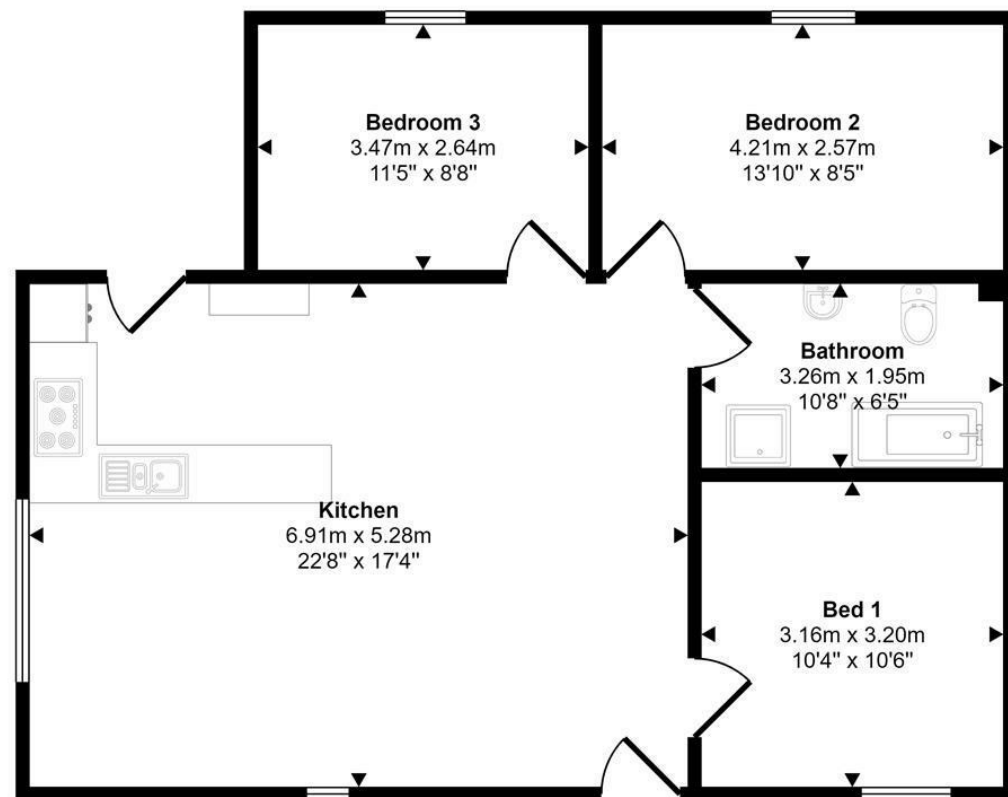 Bedroom 3
3.47m x 2.64m
11'5" x 8'8"
Bedroom 2
4.21m x 2.57m
13'10" x 8'5"
Bathroom
3.26m x 1.95m
10'8" x 6'5"
Kitchen
6.91m x 5.28m
22'8" x 17'4"
Bed 1
3.16m x 3.20m
10'4" x 10'6"